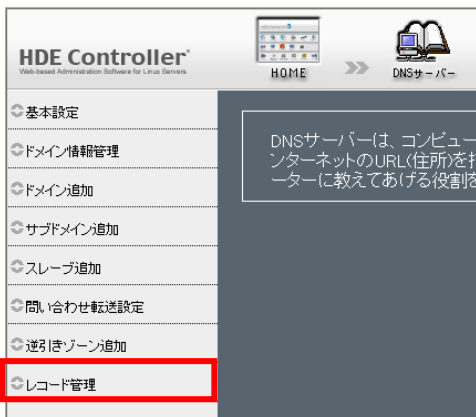 HDE Controller
Web-based Administration Software for Linux Servers
HOME
DNSサーバー
基本設定
ドメイン情報管理
ドメイン追加
サブドメイン追加
スレーブ追加
問い合わせ転送設定
逆引きゾーン追加
レコード管理
DNSサーバーは、コンピュー
ンターネットのURL(住所)を
ーターに教えてあげる役割を